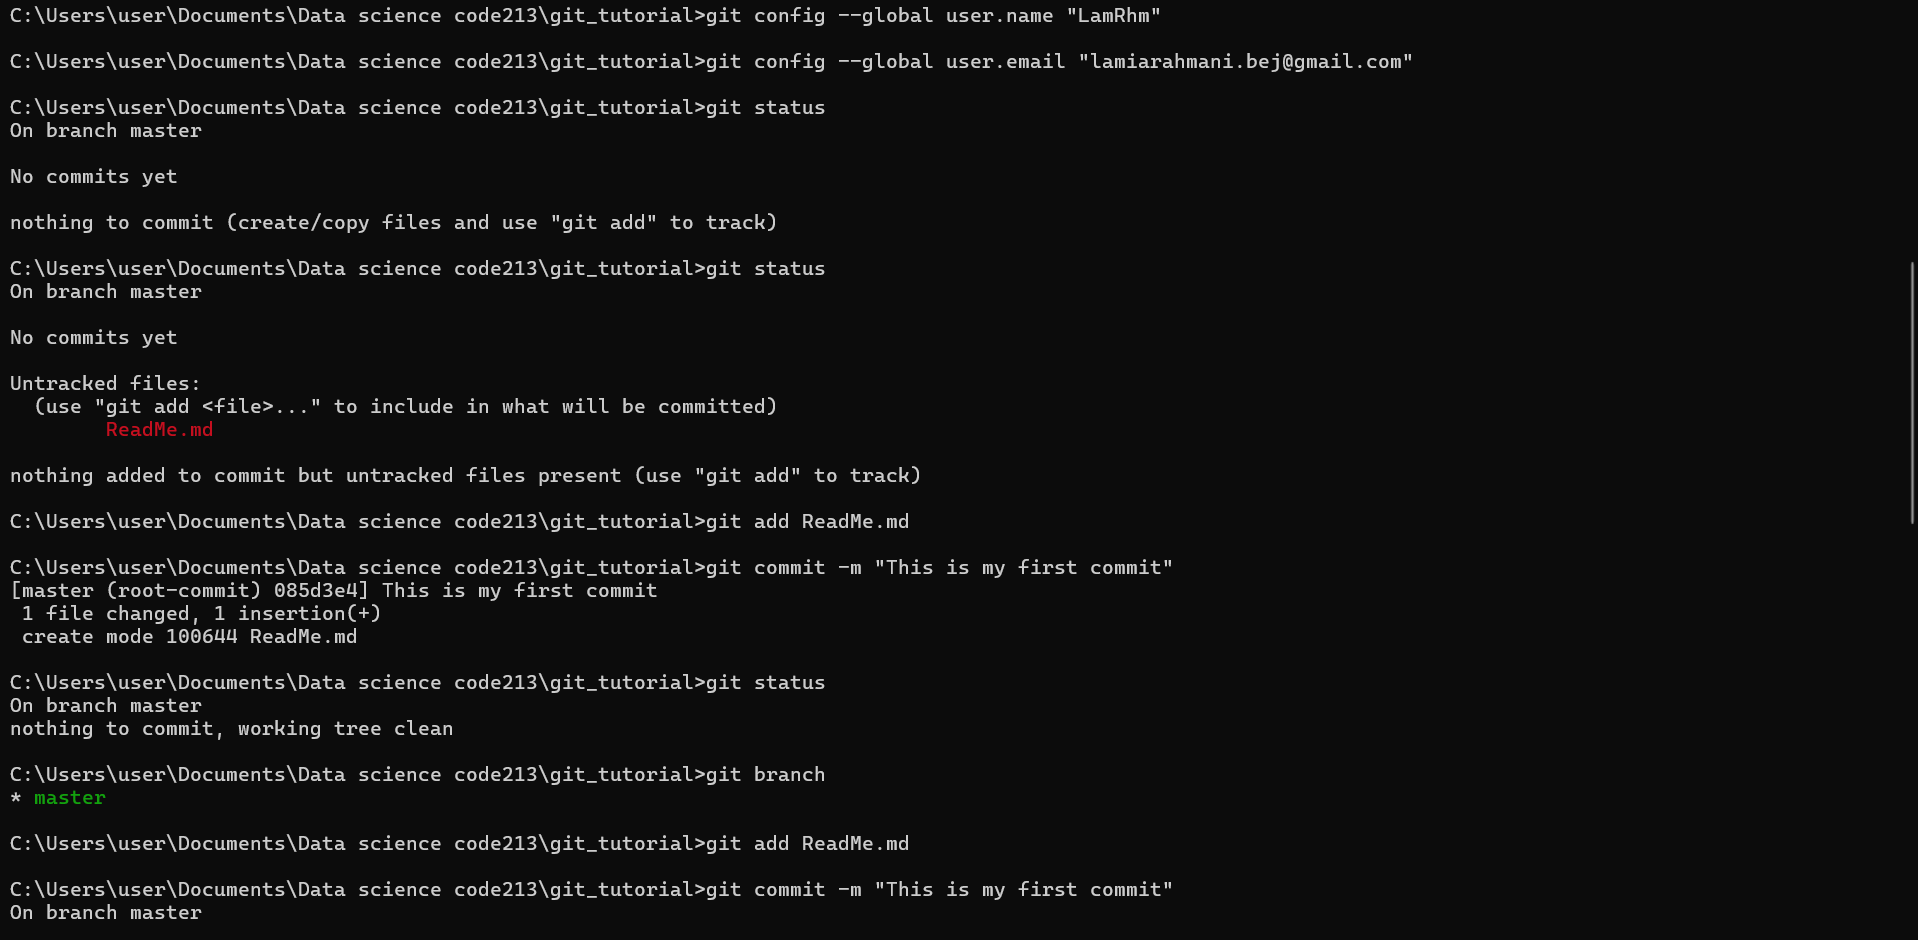 C:\Users\user\Documents\Data science code213\git_tutorial>git config --global user.name "LamRhm"
C:\Users\user\Documents\Data science code213\git_tutorial>git config --global user.email "lamiarahmani.bej@gmail.com"
C:\Users\user\Documents\Data science code213\git_tutorial>git status
On branch master
No commits yet
nothing to commit (create/copy files and use "git add" to track)
C:\Users\user\Documents\Data science code213\git_tutorial>git status
On branch master
No commits yet
Untracked files:
  (use "git add <file>..." to include in what will be committed)
        ReadMe.md
nothing added to commit but untracked files present (use "git add" to track)
C:\Users\user\Documents\Data science code213\git_tutorial>git add ReadMe.md
C:\Users\user\Documents\Data science code213\git_tutorial>git commit -m "This is my first commit"
[master (root-commit) 085d3e4] This is my first commit
 1 file changed, 1 insertion(+)
 create mode 100644 ReadMe.md
C:\Users\user\Documents\Data science code213\git_tutorial>git status
On branch master
nothing to commit, working tree clean
C:\Users\user\Documents\Data science code213\git_tutorial>git branch
* master
C:\Users\user\Documents\Data science code213\git_tutorial>git add ReadMe.md
C:\Users\user\Documents\Data science code213\git_tutorial>git commit -m "This is my first commit"
On branch master